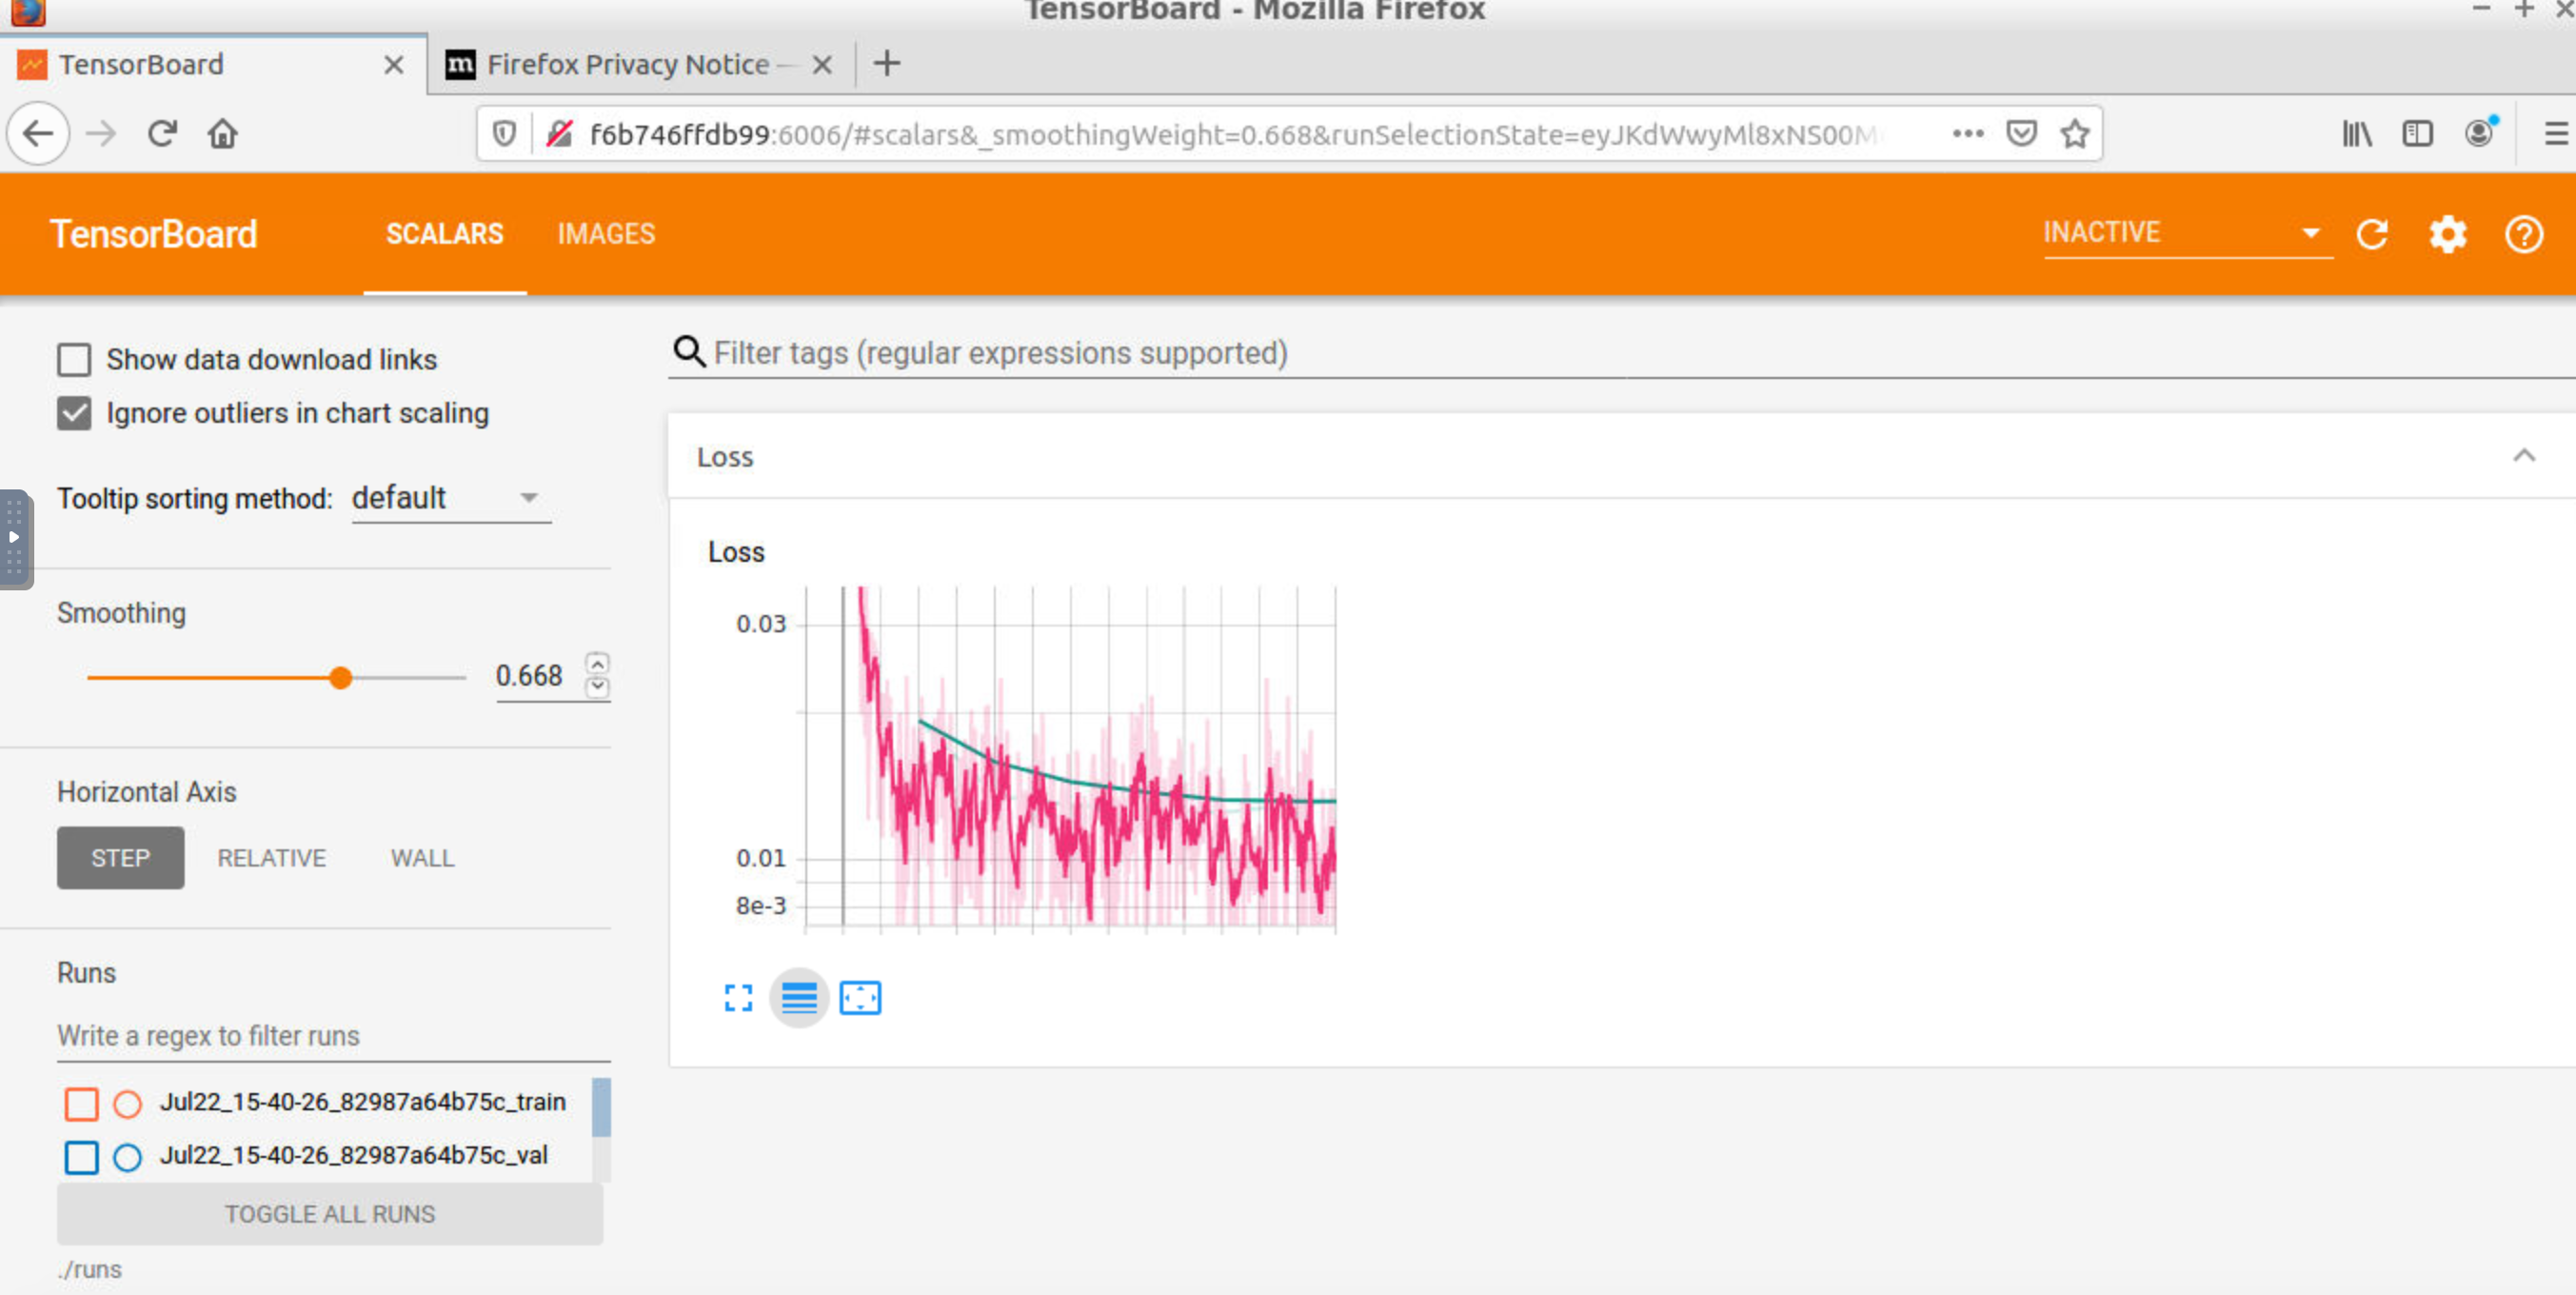 TensorBoard - Mozilla Firefox
TensorBoard
Firefox Privacy Notice —
f6b746ffdb99:6006/#scalars&_smoothingWeight=0.668&runSelectionState=eyJKdWwyMl8xNS00M
TensorBoard
SCALARS
IMAGES
INACTIVE
Show data download links
Ignore outliers in chart scaling
Tooltip sorting method: default
Smoothing
0.668
Horizontal Axis
STEP
RELATIVE
WALL
Runs
Write a regex to filter runs
Jul22_15-40-26_82987a64b75c_train
Jul22_15-40-26_82987a64b75c_val
TOGGLE ALL RUNS
./runs
Filter tags (regular expressions supported)
Loss
Loss
0.03
0.01
8e-3